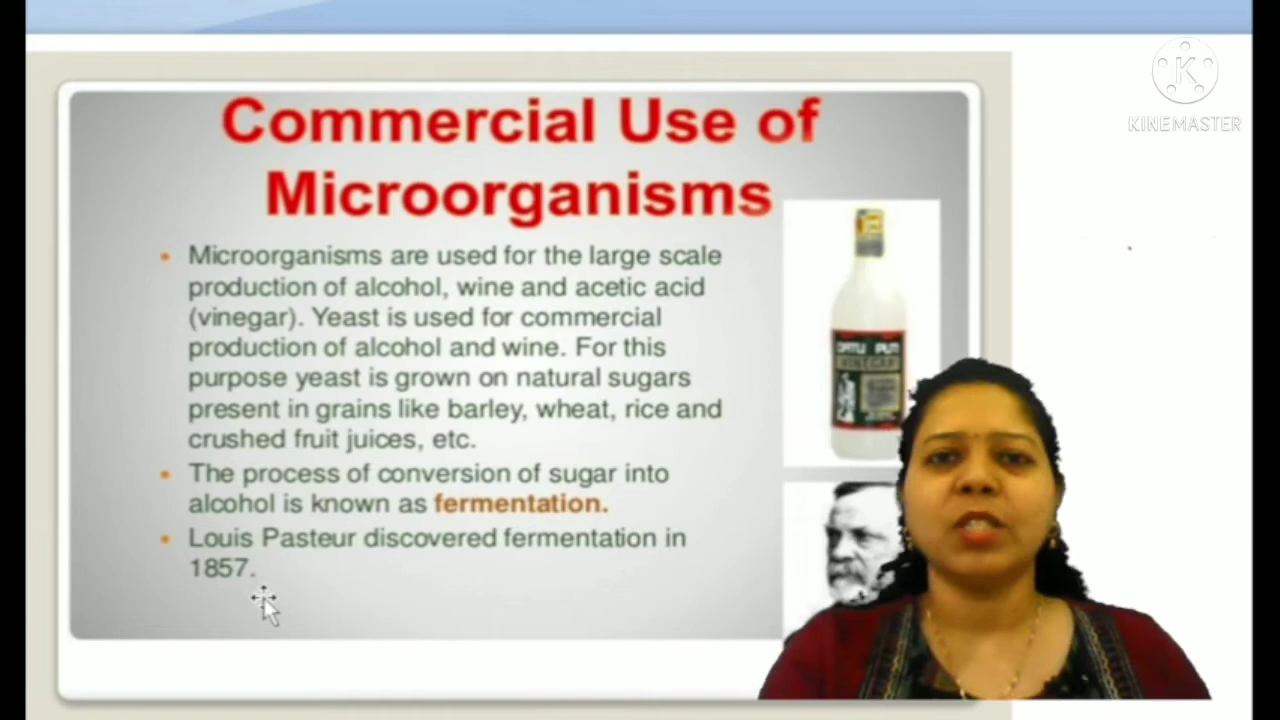 Commercial Use of
Microorganisms
KINEMASTER
• Microorganisms are used for the large scale
production of alcohol, wine and acetic acid
(vinegar). Yeast is used for commercial
production of alcohol and wine. For this
purpose yeast is grown on natural sugars
present in grains like barley, wheat, rice and
crushed fruit juices, etc.
• The process of conversion of sugar into
alcohol is known as fermentation.
• Louis Pasteur discovered fermentation in
1857.
VINEGAR